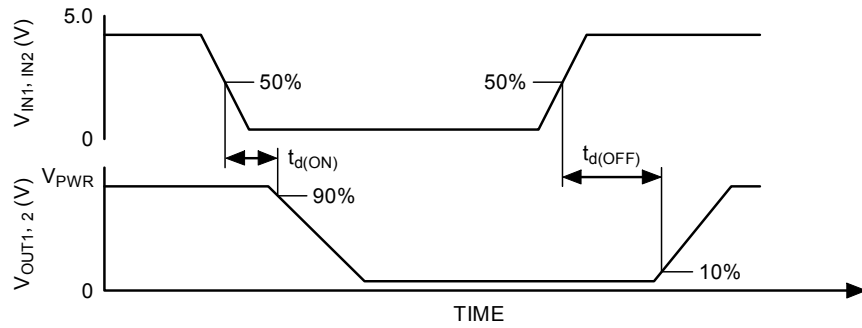 5.0
V_IN1, IN2 (V)
50%
50%
0
t_d(ON)
t_d(OFF)
V_PWR
90%
V_OUT1, 2 (V)
10%
0
TIME